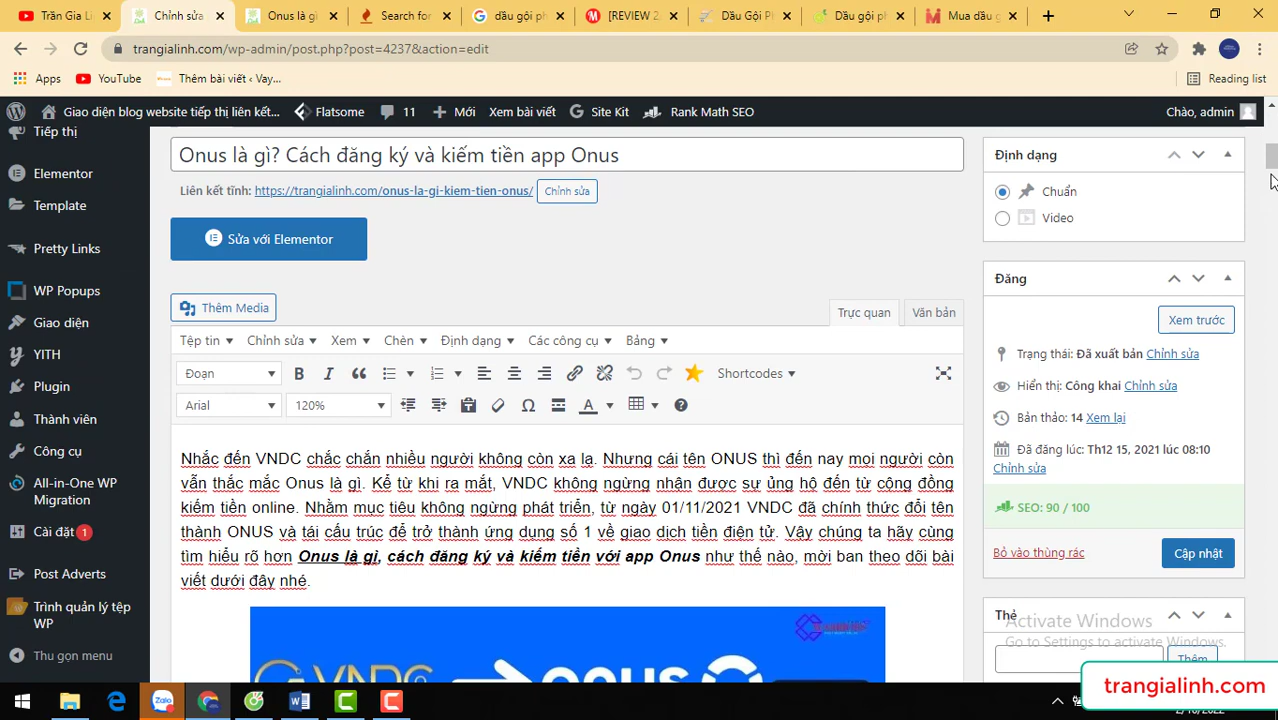 Trần Gia Li
Chỉnh sửa
Onus là gì
Search for
dầu gội ph
[REVIEW 2
Dầu Gội Ph
Dầu gội ph
Mua dầu g
trangialinh.com/wp-admin/post.php?post=4237&action=edit
Apps
YouTube
Thêm bài viết ‹ Vay...
Reading list
Giao diện blog website tiếp thị liên kết...
Flatsome
11
Mới
Xem bài viết
Site Kit
Rank Math SEO
Chào, admin
Tiếp thị
Elementor
Template
Pretty Links
WP Popups
Giao diện
YITH
Plugin
Thành viên
Công cụ
All-in-One WP
Migration
Cài đặt 1
Post Adverts
Trình quản lý tệp
WP
Thu gọn menu
Onus là gì? Cách đăng ký và kiếm tiền app Onus
Liên kết tĩnh: https://trangialinh.com/onus-la-gi-kiem-tien-onus/ Chỉnh sửa
Sửa với Elementor
Thêm Media
Trực quan
Văn bản
Tệp tin
Chỉnh sửa
Xem
Chèn
Định dạng
Các công cụ
Bảng
Đoạn
B
I
Shortcodes
Arial
120%
A
Nhắc đến VNDC chắc chắn nhiều người không còn xa lạ. Nhưng cái tên ONUS thì đến nay mọi người còn
vẫn thắc mắc Onus là gì. Kể từ khi ra mắt, VNDC không ngừng nhận được sự ủng hộ đến từ cộng đồng
kiếm tiền online. Nhằm mục tiêu không ngừng phát triển, từ ngày 01/11/2021 VNDC đã chính thức đổi tên
thành ONUS và tái cấu trúc để trở thành ứng dụng số 1 về giao dịch tiền điện tử. Vậy chúng ta hãy cùng
tìm hiểu rõ hơn Onus là gì, cách đăng ký và kiếm tiền với app Onus như thế nào, mời bạn theo dõi bài
viết dưới đây nhé.
VNDC
onus
Định dạng
Chuẩn
Video
Đăng
Xem trước
Trạng thái: Đã xuất bản Chỉnh sửa
Hiển thị: Công khai Chỉnh sửa
Bản thảo: 14 Xem lại
Đã đăng lúc: Th12 15, 2021 lúc 08:10
Chỉnh sửa
SEO: 90 / 100
Bỏ vào thùng rác
Cập nhật
Thẻ
Thêm
Activate Windows
Go to Settings to activate Windows.
Zalo
trangialinh.com